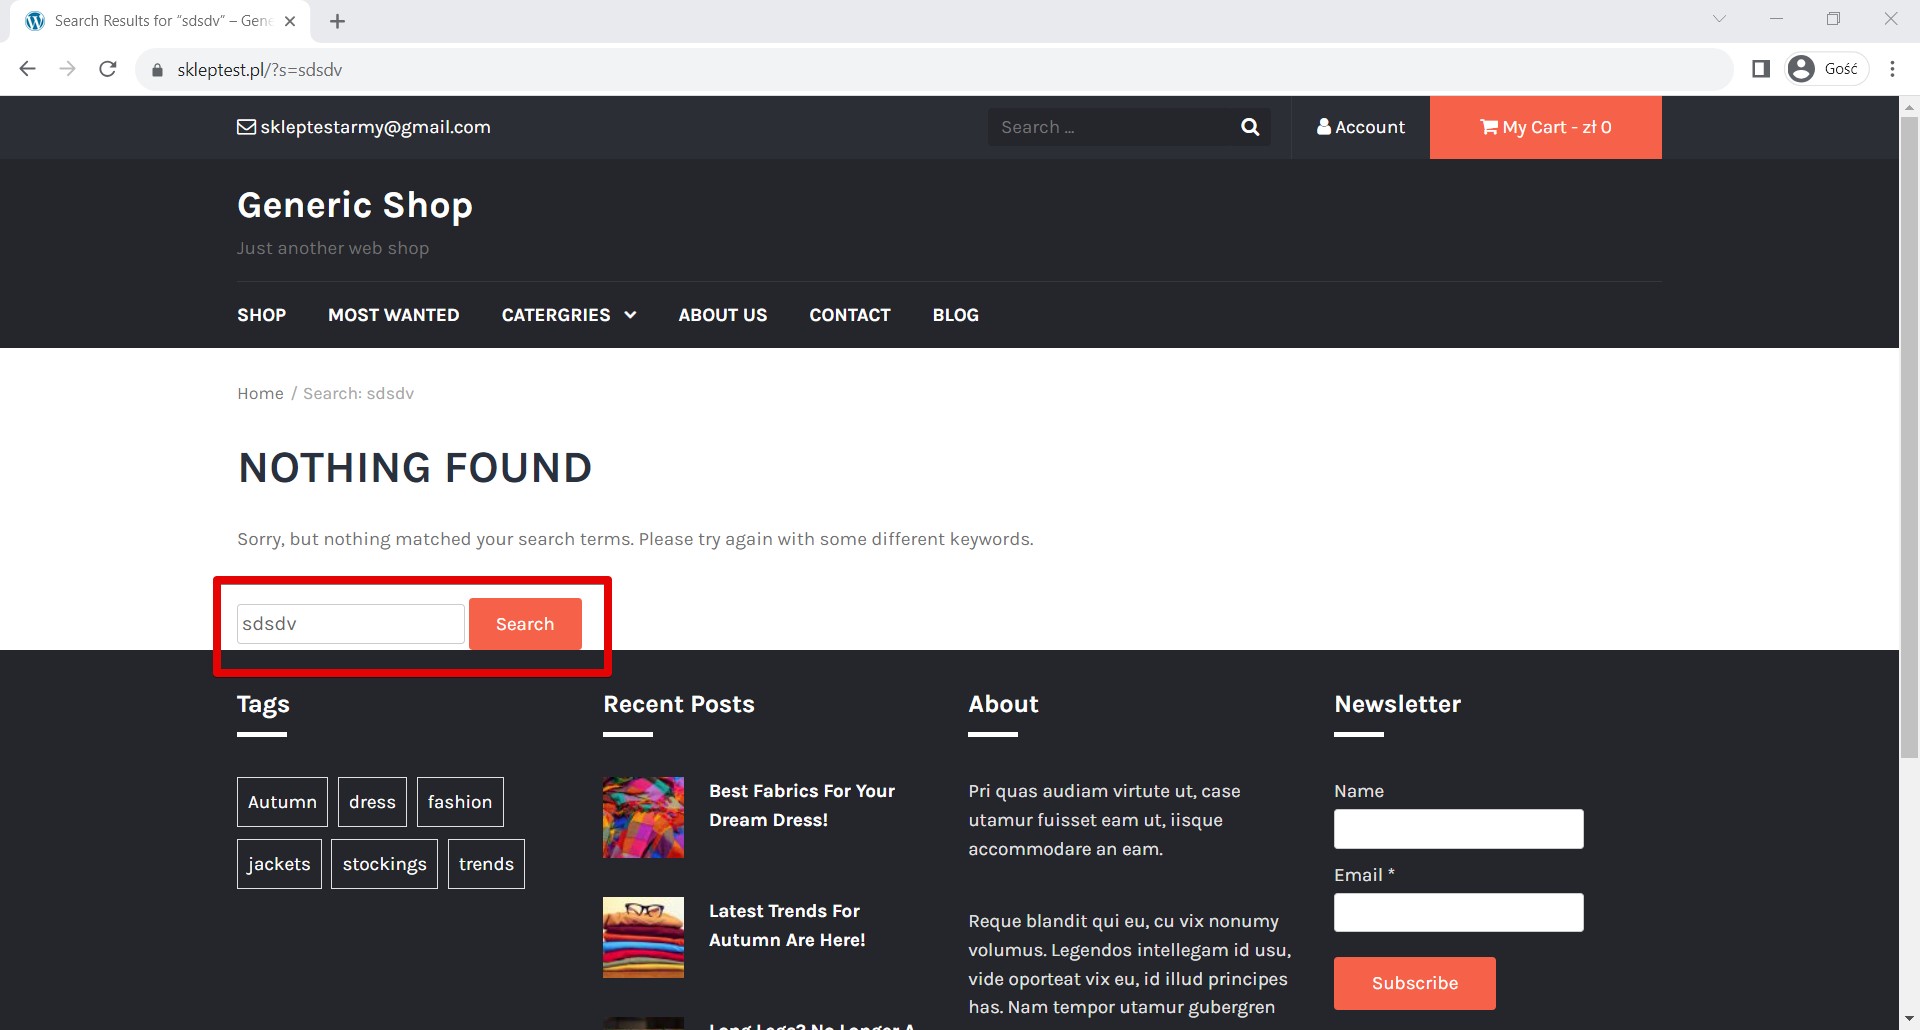 Search Results for “sdsdv” – Gene
skleptest.pl/?s=sdsdv
Gość
skleptestarmy@gmail.com
Search …
Account
My Cart - zł 0
Generic Shop
Just another web shop
SHOP MOST WANTED CATERGRIES ABOUT US CONTACT BLOG
Home / Search: sdsdv
NOTHING FOUND
Sorry, but nothing matched your search terms. Please try again with some different keywords.
sdsdv
Search
Tags
Autumn dress fashion
jackets stockings trends
Recent Posts
Best Fabrics For Your
Dream Dress!
Latest Trends For
Autumn Are Here!
Long Legs? No Longer A
About
Pri quas audiam virtute ut, case
utamur fuisset eam ut, iisque
accommodare an eam.
Reque blandit qui eu, cu vix nonumy
volumus. Legendos intellegam id usu,
vide oporteat vix eu, id illud principes
has. Nam tempor utamur gubergren
Newsletter
Name
Email *
Subscribe